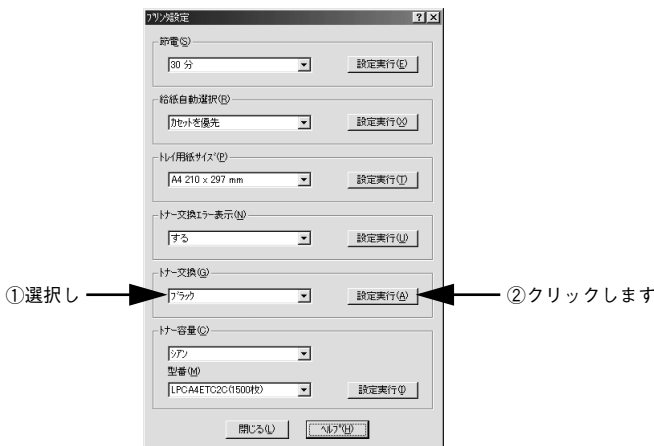 ﾌﾟﾘﾝﾀ設定
節電(S)
30 分
設定実行(E)
給紙自動選択(R)
ｶｾｯﾄを優先
設定実行(X)
ﾄﾚｲ用紙ｻｲｽﾞ(P)
A4 210 x 297 mm
設定実行(T)
ﾄﾅｰ交換ｴﾗｰ表示(N)
する
設定実行(U)
ﾄﾅｰ交換(G)
①選択し
ﾌﾞﾗｯｸ
設定実行(A)
②クリックします
ﾄﾅｰ容量(C)
ｼｱﾝ
型番(M)
LPCA4ETC2C(1500枚)
設定実行(I)
閉じる(L)
ﾍﾙﾌﾟ(H)